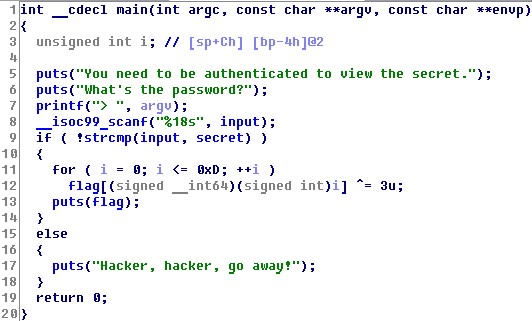 1 int __cdecl main(int argc, const char **argv, const char **envp)
2 {
3   unsigned int i; // [sp+Ch] [bp-4h]@2
4
5   puts("You need to be authenticated to view the secret.");
6   puts("What's the password?");
7   printf("> ", argv);
8   __isoc99_scanf("%18s", input);
9   if ( !strcmp(input, secret) )
10   {
11     for ( i = 0; i <= 0xD; ++i )
12       flag[(signed __int64)(signed int)i] ^= 3u;
13     puts(flag);
14   }
15   else
16   {
17     puts("Hacker, hacker, go away!");
18   }
19   return 0;
20 }